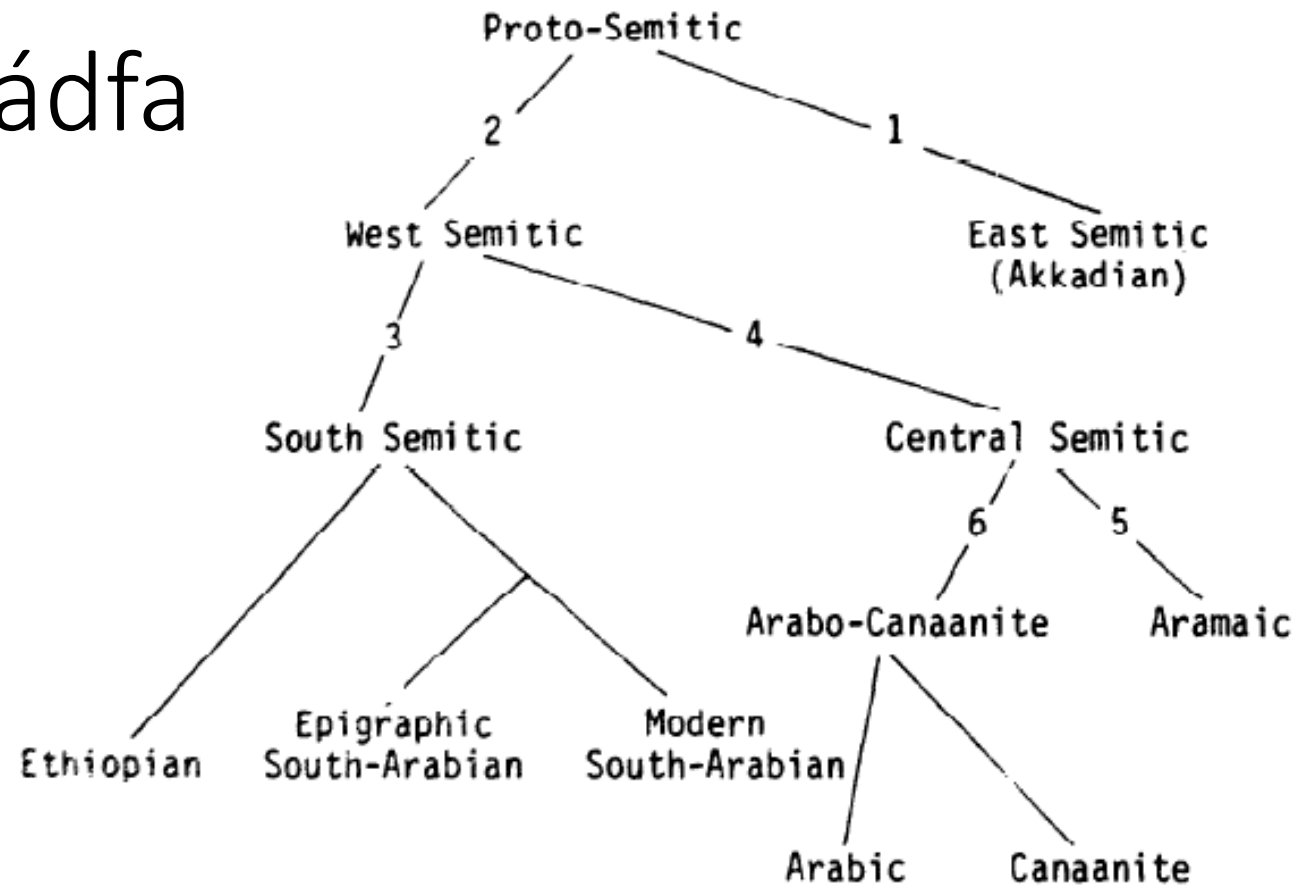 ádfa
Proto-Semitic
2
1
West Semitic
East Semitic
(Akkadian)
3
4
South Semitic
Central Semitic
6
5
Arabo-Canaanite
Aramaic
Ethiopian
Epigraphic
South-Arabian
Modern
South-Arabian
Arabic
Canaanite